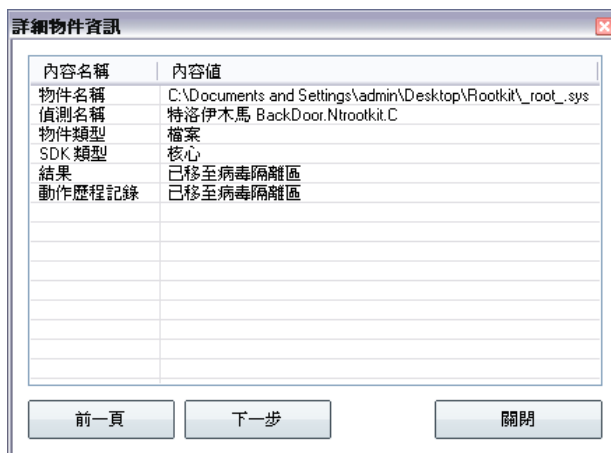 詳細物件資訊
內容名稱 內容值
物件名稱 C:\Documents and Settings\admin\Desktop\Rootkit\_root_.sys
偵測名稱 特洛伊木馬 BackDoor.Ntrootkit.C
物件類型 檔案
SDK 類型 核心
結果 已移至病毒隔離區
動作歷程記錄 已移至病毒隔離區
前一頁 下一步 關閉